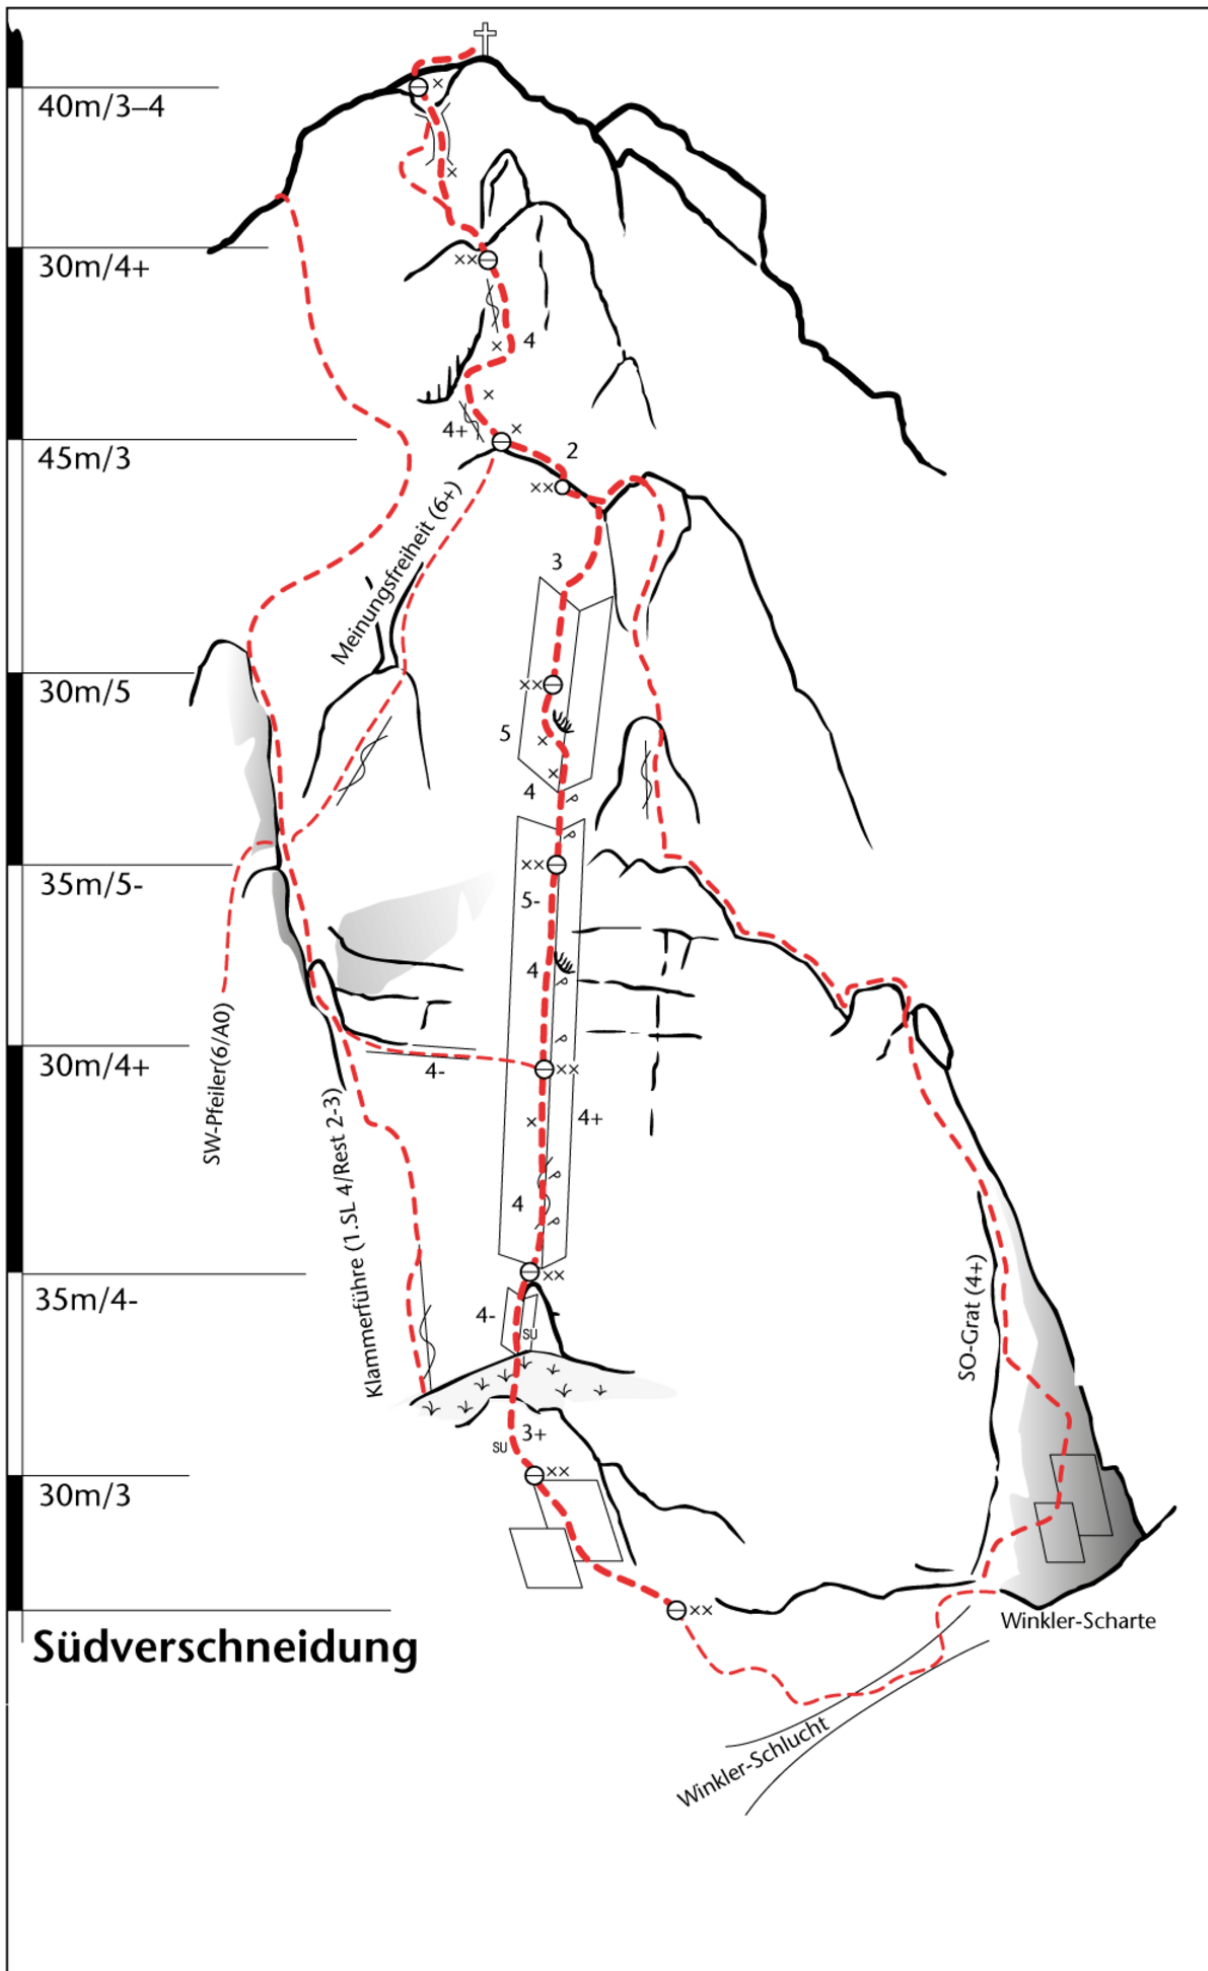 40m/3–4
30m/4+
××
4
×
×
4+
×
45m/3
2
××
Meinungsfreiheit (6+)
3
30m/5
××
5
×
×
4
35m/5-
××
5-
4
SW-Pfeiler(6/A0)
30m/4+
4-
××
×
4+
4
Klammerführe (1.SL 4/Rest 2-3)
SO-Grat (4+)
35m/4-
××
4-
SU
3+
SU
30m/3
××
××
Südverschneidung
Winkler-Scharte
Winkler-Schlucht